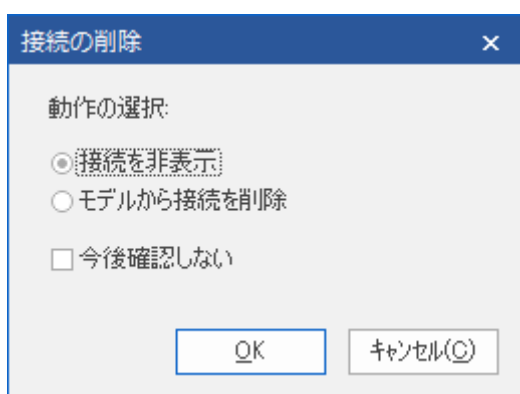 接続の削除
動作の選択:
接続を非表示
モデルから接続を削除
今後確認しない
OK
キャンセル(C)